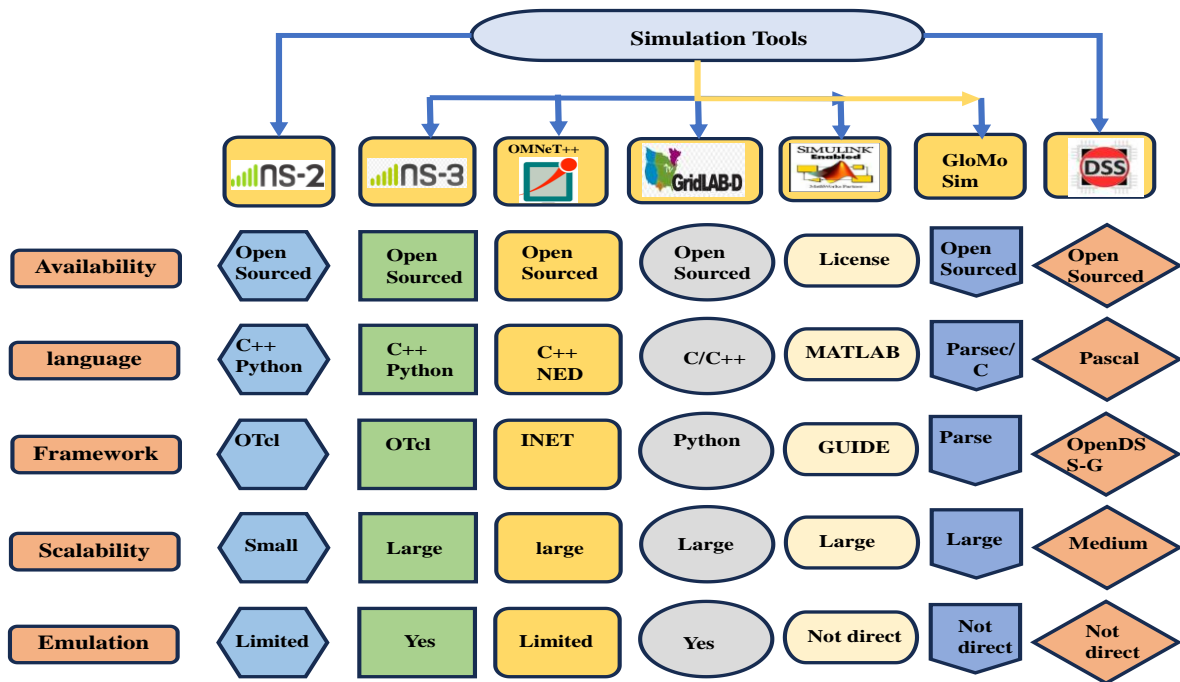 Simulation Tools
NS-2
NS-3
OMNeT++
GridLAB-D
SIMULINK
Enabled
MathWorks Partner
GloMo
Sim
DSS
Availability
Open
Sourced
Open
Sourced
Open
Sourced
Open
Sourced
License
Open
Sourced
Open
Sourced
language
C++
Python
C++
Python
C++
NED
C/C++
MATLAB
Parsec/
C
Pascal
Framework
OTcl
OTcl
INET
Python
GUIDE
Parse
OpenDS
S-G
Scalability
Small
Large
large
Large
Large
Large
Medium
Emulation
Limited
Yes
Limited
Yes
Not direct
Not
direct
Not
direct